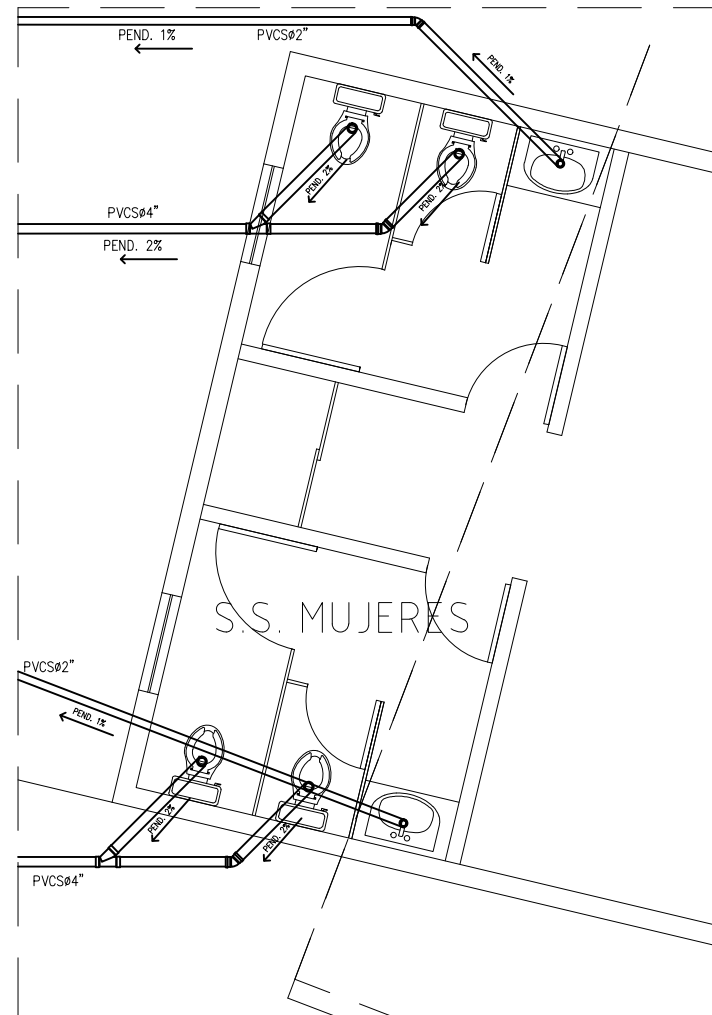 PEND. 1%
PVCSø2"
PEND. 1%
PEND. 2%
PEND. 2%
PVCSø4"
PEND. 2%
S.S. MUJERES
PVCSø2"
PEND. 1%
PEND. 2%
PEND. 2%
PVCSø4"